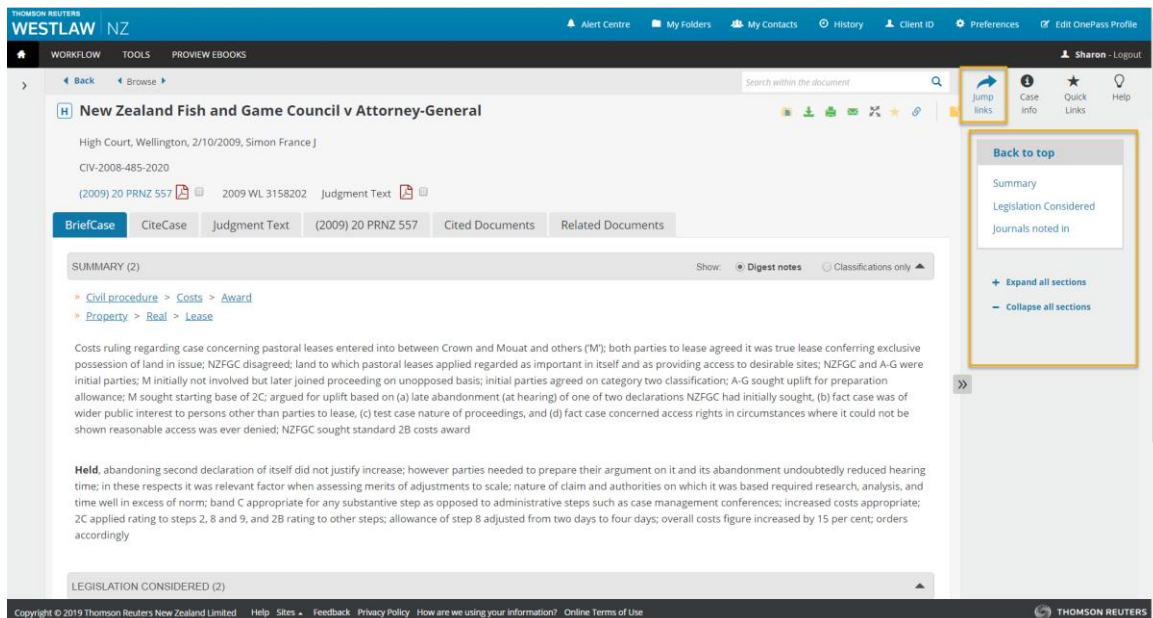 THOMSON REUTERS
WESTLAW NZ
Alert Centre My Folders My Contacts History Client ID Preferences Edit OnePass Profile
WORKFLOW TOOLS PROVIEW EBOOKS Sharon - Logout
Back Browse Search within the document
Jump links Case info Quick Links Help
H New Zealand Fish and Game Council v Attorney-General
High Court, Wellington, 2/10/2009, Simon France J
CIV-2008-485-2020
(2009) 20 PRNZ 557 2009 WL 3158202 Judgment Text
BriefCase CiteCase Judgment Text (2009) 20 PRNZ 557 Cited Documents Related Documents
SUMMARY (2) Show: Digest notes Classifications only
» Civil procedure > Costs > Award
» Property > Real > Lease
Costs ruling regarding case concerning pastoral leases entered into between Crown and Mouat and others ('M'); both parties to lease agreed it was true lease conferring exclusive
possession of land in issue; NZFGC disagreed; land to which pastoral leases applied regarded as important in itself and as providing access to desirable sites; NZFGC and A-G were
initial parties; M initially not involved but later joined proceeding on unopposed basis; initial parties agreed on category two classification; A-G sought uplift for preparation
allowance; M sought starting base of 2C; argued for uplift based on (a) late abandonment (at hearing) of one of two declarations NZFGC had initially sought, (b) fact case was of
wider public interest to persons other than parties to lease, (c) test case nature of proceedings, and (d) fact case concerned access rights in circumstances where it could not be
shown reasonable access was ever denied; NZFGC sought standard 2B costs award
Held, abandoning second declaration of itself did not justify increase; however parties needed to prepare their argument on it and its abandonment undoubtedly reduced hearing
time; in these respects it was relevant factor when assessing merits of adjustments to scale; nature of claim and authorities on which it was based required research, analysis, and
time well in excess of norm; band C appropriate for any substantive step as opposed to administrative steps such as case management conferences; increased costs appropriate;
2C applied rating to steps 2, 8 and 9, and 2B rating to other steps; allowance of step 8 adjusted from two days to four days; overall costs figure increased by 15 per cent; orders
accordingly
LEGISLATION CONSIDERED (2)
Back to top
Summary
Legislation Considered
Journals noted in
+ Expand all sections
− Collapse all sections
»
Copyright © 2019 Thomson Reuters New Zealand Limited Help Sites Feedback Privacy Policy How are we using your information? Online Terms of Use THOMSON REUTERS